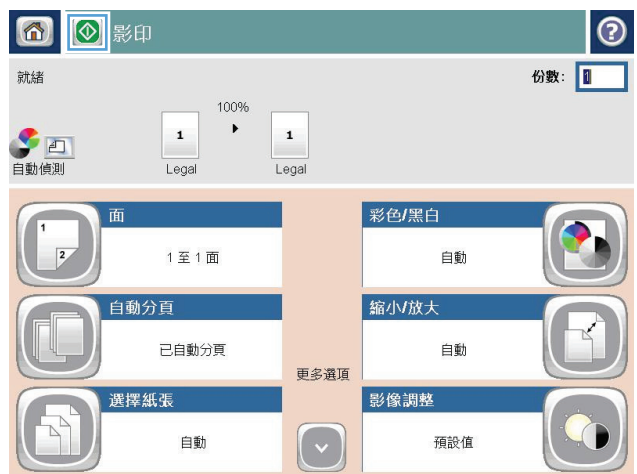 影印
就緒
份數: 1
100%
1
1
自動偵測
Legal
Legal
面
1 2
1 至 1 面
彩色/黑白
自動
自動分頁
已自動分頁
縮小/放大
自動
更多選項
選擇紙張
自動
影像調整
預設值